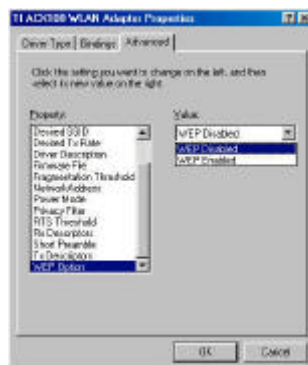 TI ACX100 WLAN Adapter Properties
Driver Type
Bindings
Advanced
Click the setting you want to change on the left, and then
select its new value on the right.
Property:
Value:
Desired SSID
Desired Tx Rate
Driver Description
Firmware File
Fragmentation Threshold
NetworkAddress
Power Mode
Privacy Filter
RTS Threshold
Rx Descriptors
Short Preamble
Tx Descriptors
WEP Option
WEP Disabled
WEP Disabled
WEP Enabled
OK
Cancel